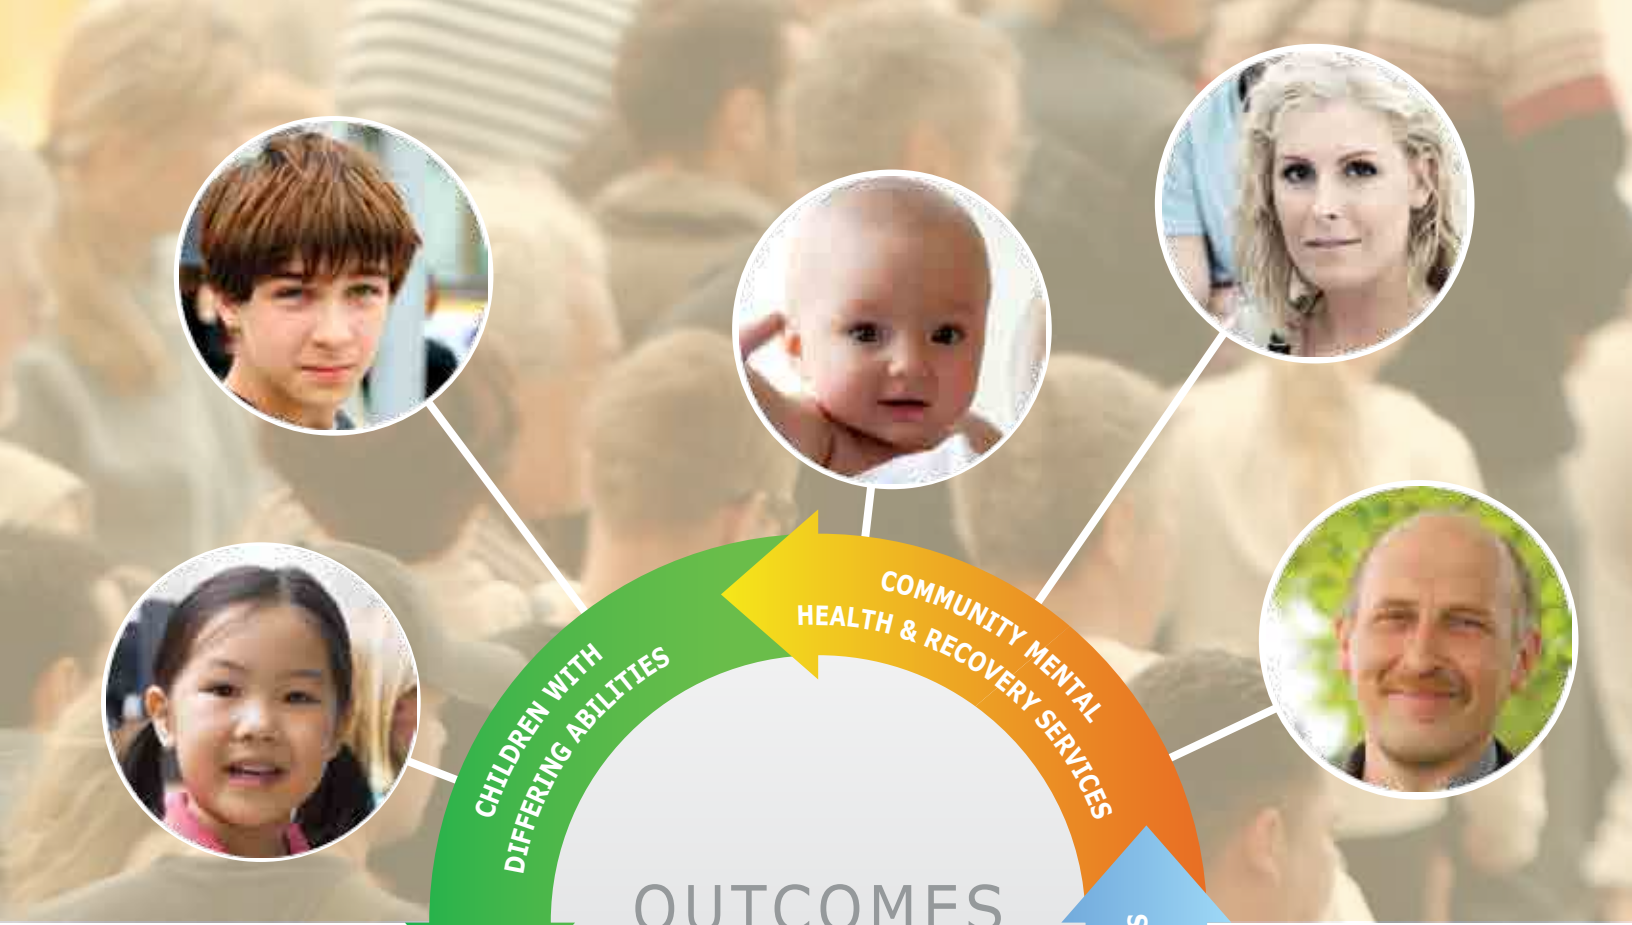 CHILDREN WITH
DIFFERING ABILITIES
COMMUNITY MENTAL
HEALTH & RECOVERY SERVICES
OUTCOMES
S